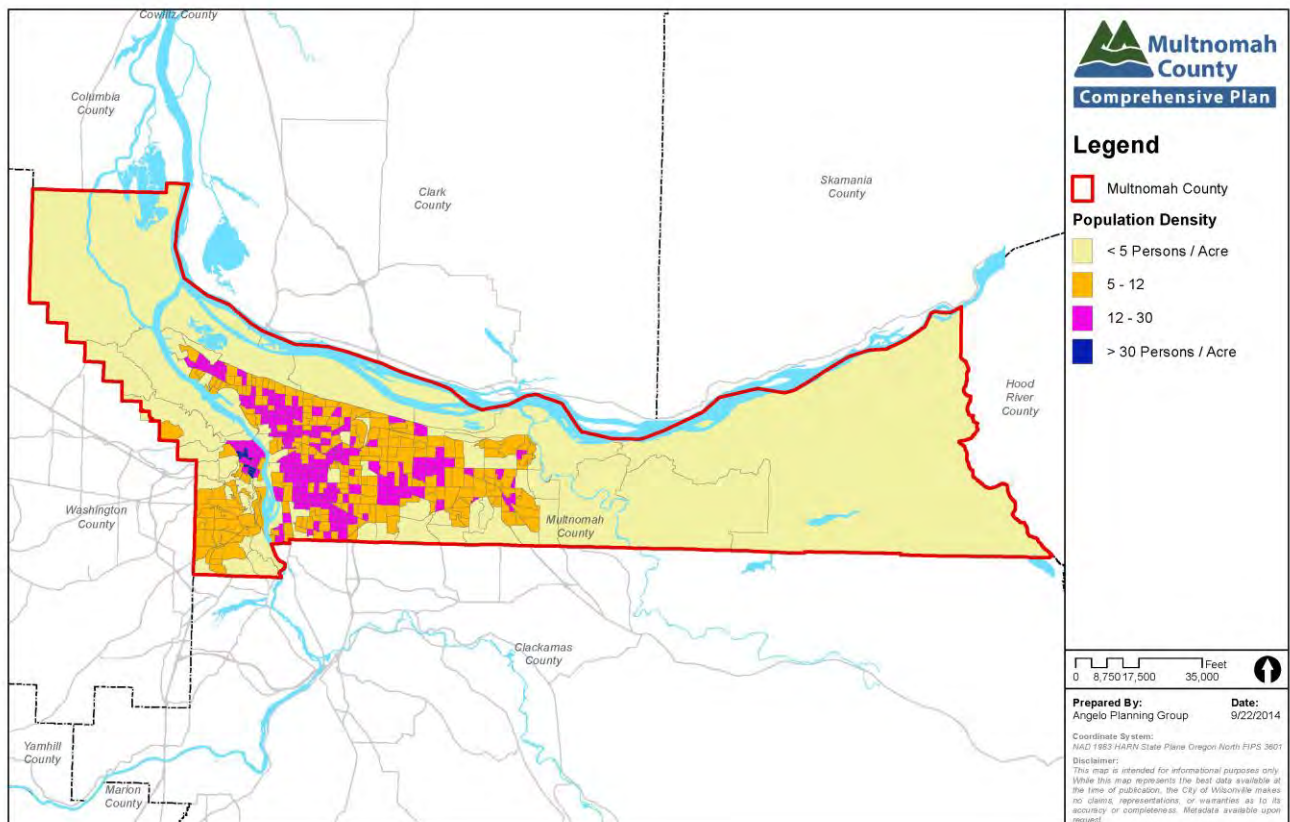 Cowlitz County
Columbia
County
Clark
County
Skamania
County
Hood
River
County
Washington
County
Multnomah
County
Clackamas
County
Yamhill
County
Marion
County
Multnomah
County
Comprehensive Plan
Legend
Multnomah County
Population Density
< 5 Persons / Acre
5 - 12
12 - 30
> 30 Persons / Acre
Feet
0 8,750 17,500 35,000
Prepared By: Date:
Angelo Planning Group 9/22/2014
Coordinate System:
NAD 1983 HARN State Plane Oregon North FIPS 3601
Disclaimer:
This map is intended for informational purposes only.
While this map represents the best data available at
the time of publication, the City of Wilsonville makes
no claims, representations, or warranties as to its
accuracy or completeness. Metadata available upon
request.